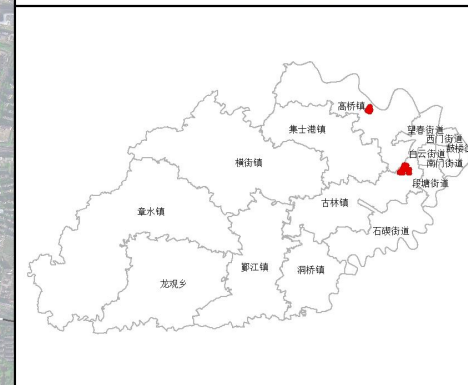 高桥镇
集士港镇
望春街道
西门街道
鼓楼街
白云街道
南门街道
横街镇
段塘街道
古林镇
章水镇
石碶街道
鄞江镇
洞桥镇
龙观乡